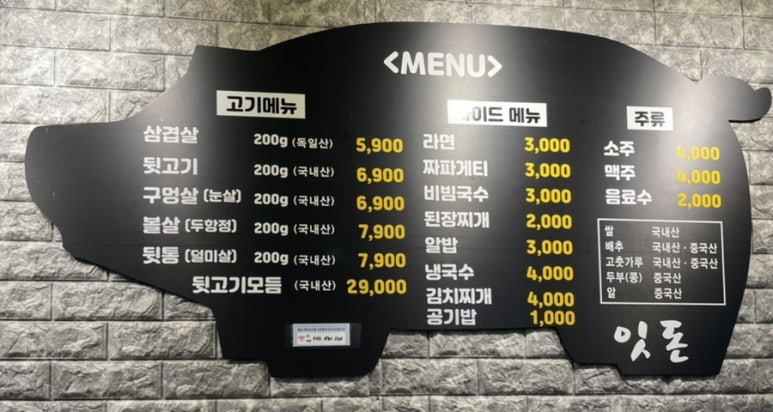 <MENU>
고기메뉴
삼겹살 200g (독일산) 5,900
뒷고기 200g (국내산) 6,900
구멍살 (눈살) 200g (국내산) 6,900
볼살 (두항정) 200g (국내산) 7,900
뒷통 (덜미살) 200g (국내산) 7,900
뒷고기모듬 (국내산) 29,000
이드 메뉴
라면 3,000
짜파게티 3,000
비빔국수 3,000
된장찌개 2,000
알밥 3,000
냉국수 4,000
김치찌개 4,000
공기밥 1,000
주류
소주 4,000
맥주 4,000
음료수 2,000
쌀 국내산
배추 국내산 · 중국산
고춧가루 국내산 · 중국산
두부(콩) 중국산
알 중국산
잇돈